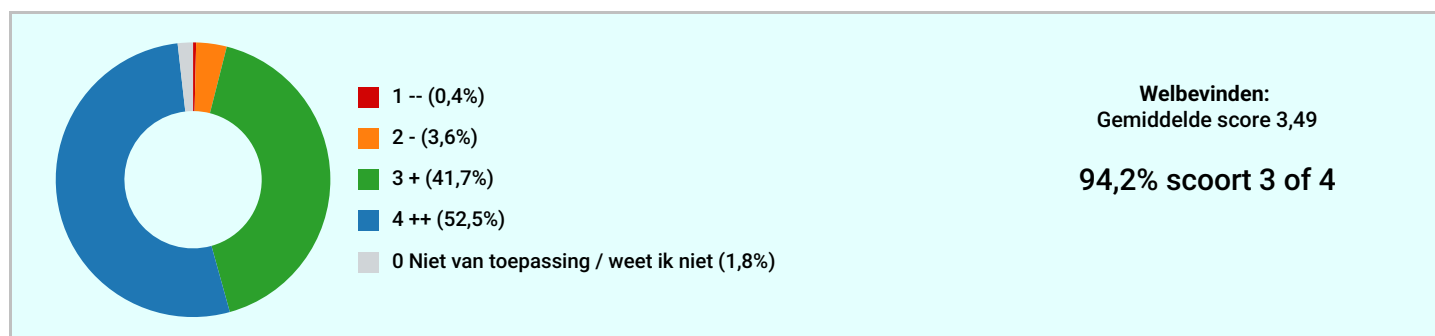 1 -- (0,4%)
2 - (3,6%)
3 + (41,7%)
4 ++ (52,5%)
0 Niet van toepassing / weet ik niet (1,8%)
Welbevinden:
Gemiddelde score 3,49
94,2% scoort 3 of 4